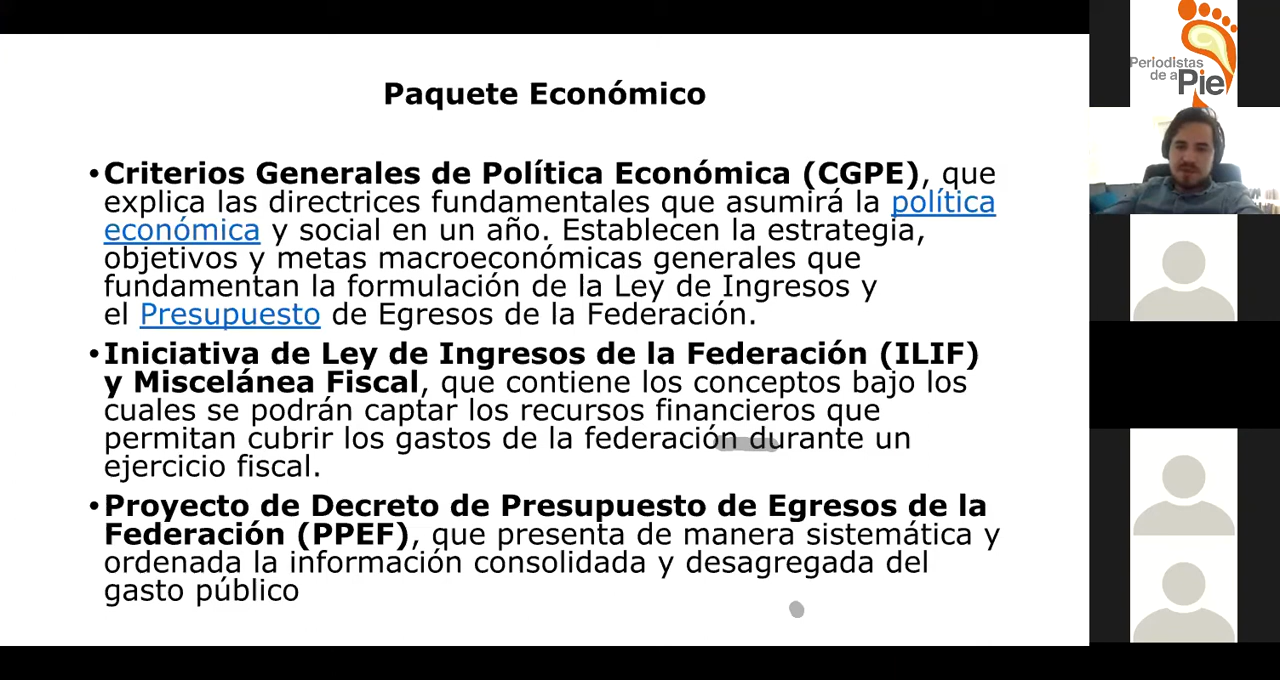 Paquete Económico
•Criterios Generales de Política Económica (CGPE), que
explica las directrices fundamentales que asumirá la política
económica y social en un año. Establecen la estrategia,
objetivos y metas macroeconómicas generales que
fundamentan la formulación de la Ley de Ingresos y
el Presupuesto de Egresos de la Federación.
•Iniciativa de Ley de Ingresos de la Federación (ILIF)
y Miscelánea Fiscal, que contiene los conceptos bajo los
cuales se podrán captar los recursos financieros que
permitan cubrir los gastos de la federación durante un
ejercicio fiscal.
•Proyecto de Decreto de Presupuesto de Egresos de la
Federación (PPEF), que presenta de manera sistemática y
ordenada la información consolidada y desagregada del
gasto público
Periodistas
de a Pie